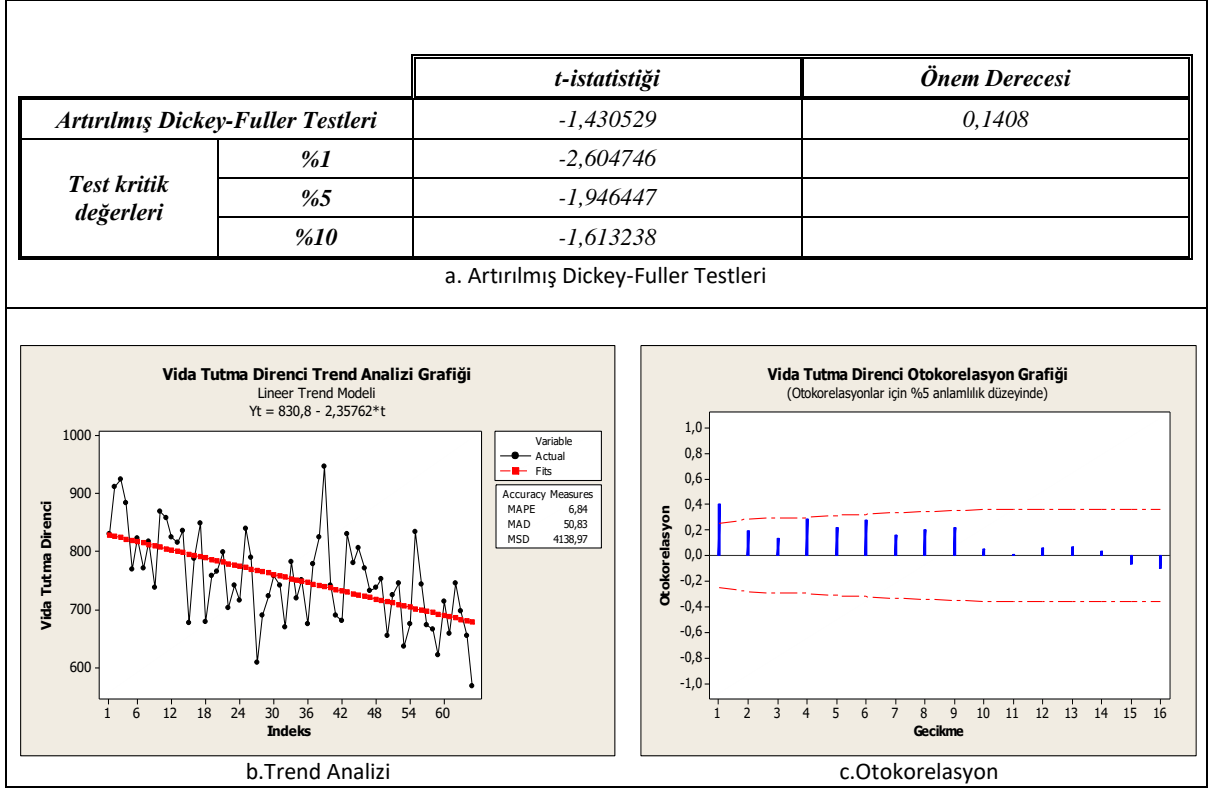 t-istatistiği Önem Derecesi
Artırılmış Dickey-Fuller Testleri -1,430529 0,1408
Test kritik değerleri %1 -2,604746
%5 -1,946447
%10 -1,613238
a. Artırılmış Dickey-Fuller Testleri
Vida Tutma Direnci Trend Analizi Grafiği
Lineer Trend Modeli
Yt = 830,8 - 2,35762*t
1000
900
800
700
600
Vida Tutma Direnci
1 6 12 18 24 30 36 42 48 54 60
Indeks
Variable
Actual
Fits
Accuracy Measures
MAPE 6,84
MAD 50,83
MSD 4138,97
b.Trend Analizi
Vida Tutma Direnci Otokorelasyon Grafiği
(Otokorelasyonlar için %5 anlamlılık düzeyinde)
1,0
0,8
0,6
0,4
0,2
0,0
-0,2
-0,4
-0,6
-0,8
-1,0
Otokorelasyon
1 2 3 4 5 6 7 8 9 10 11 12 13 14 15 16
Gecikme
c.Otokorelasyon